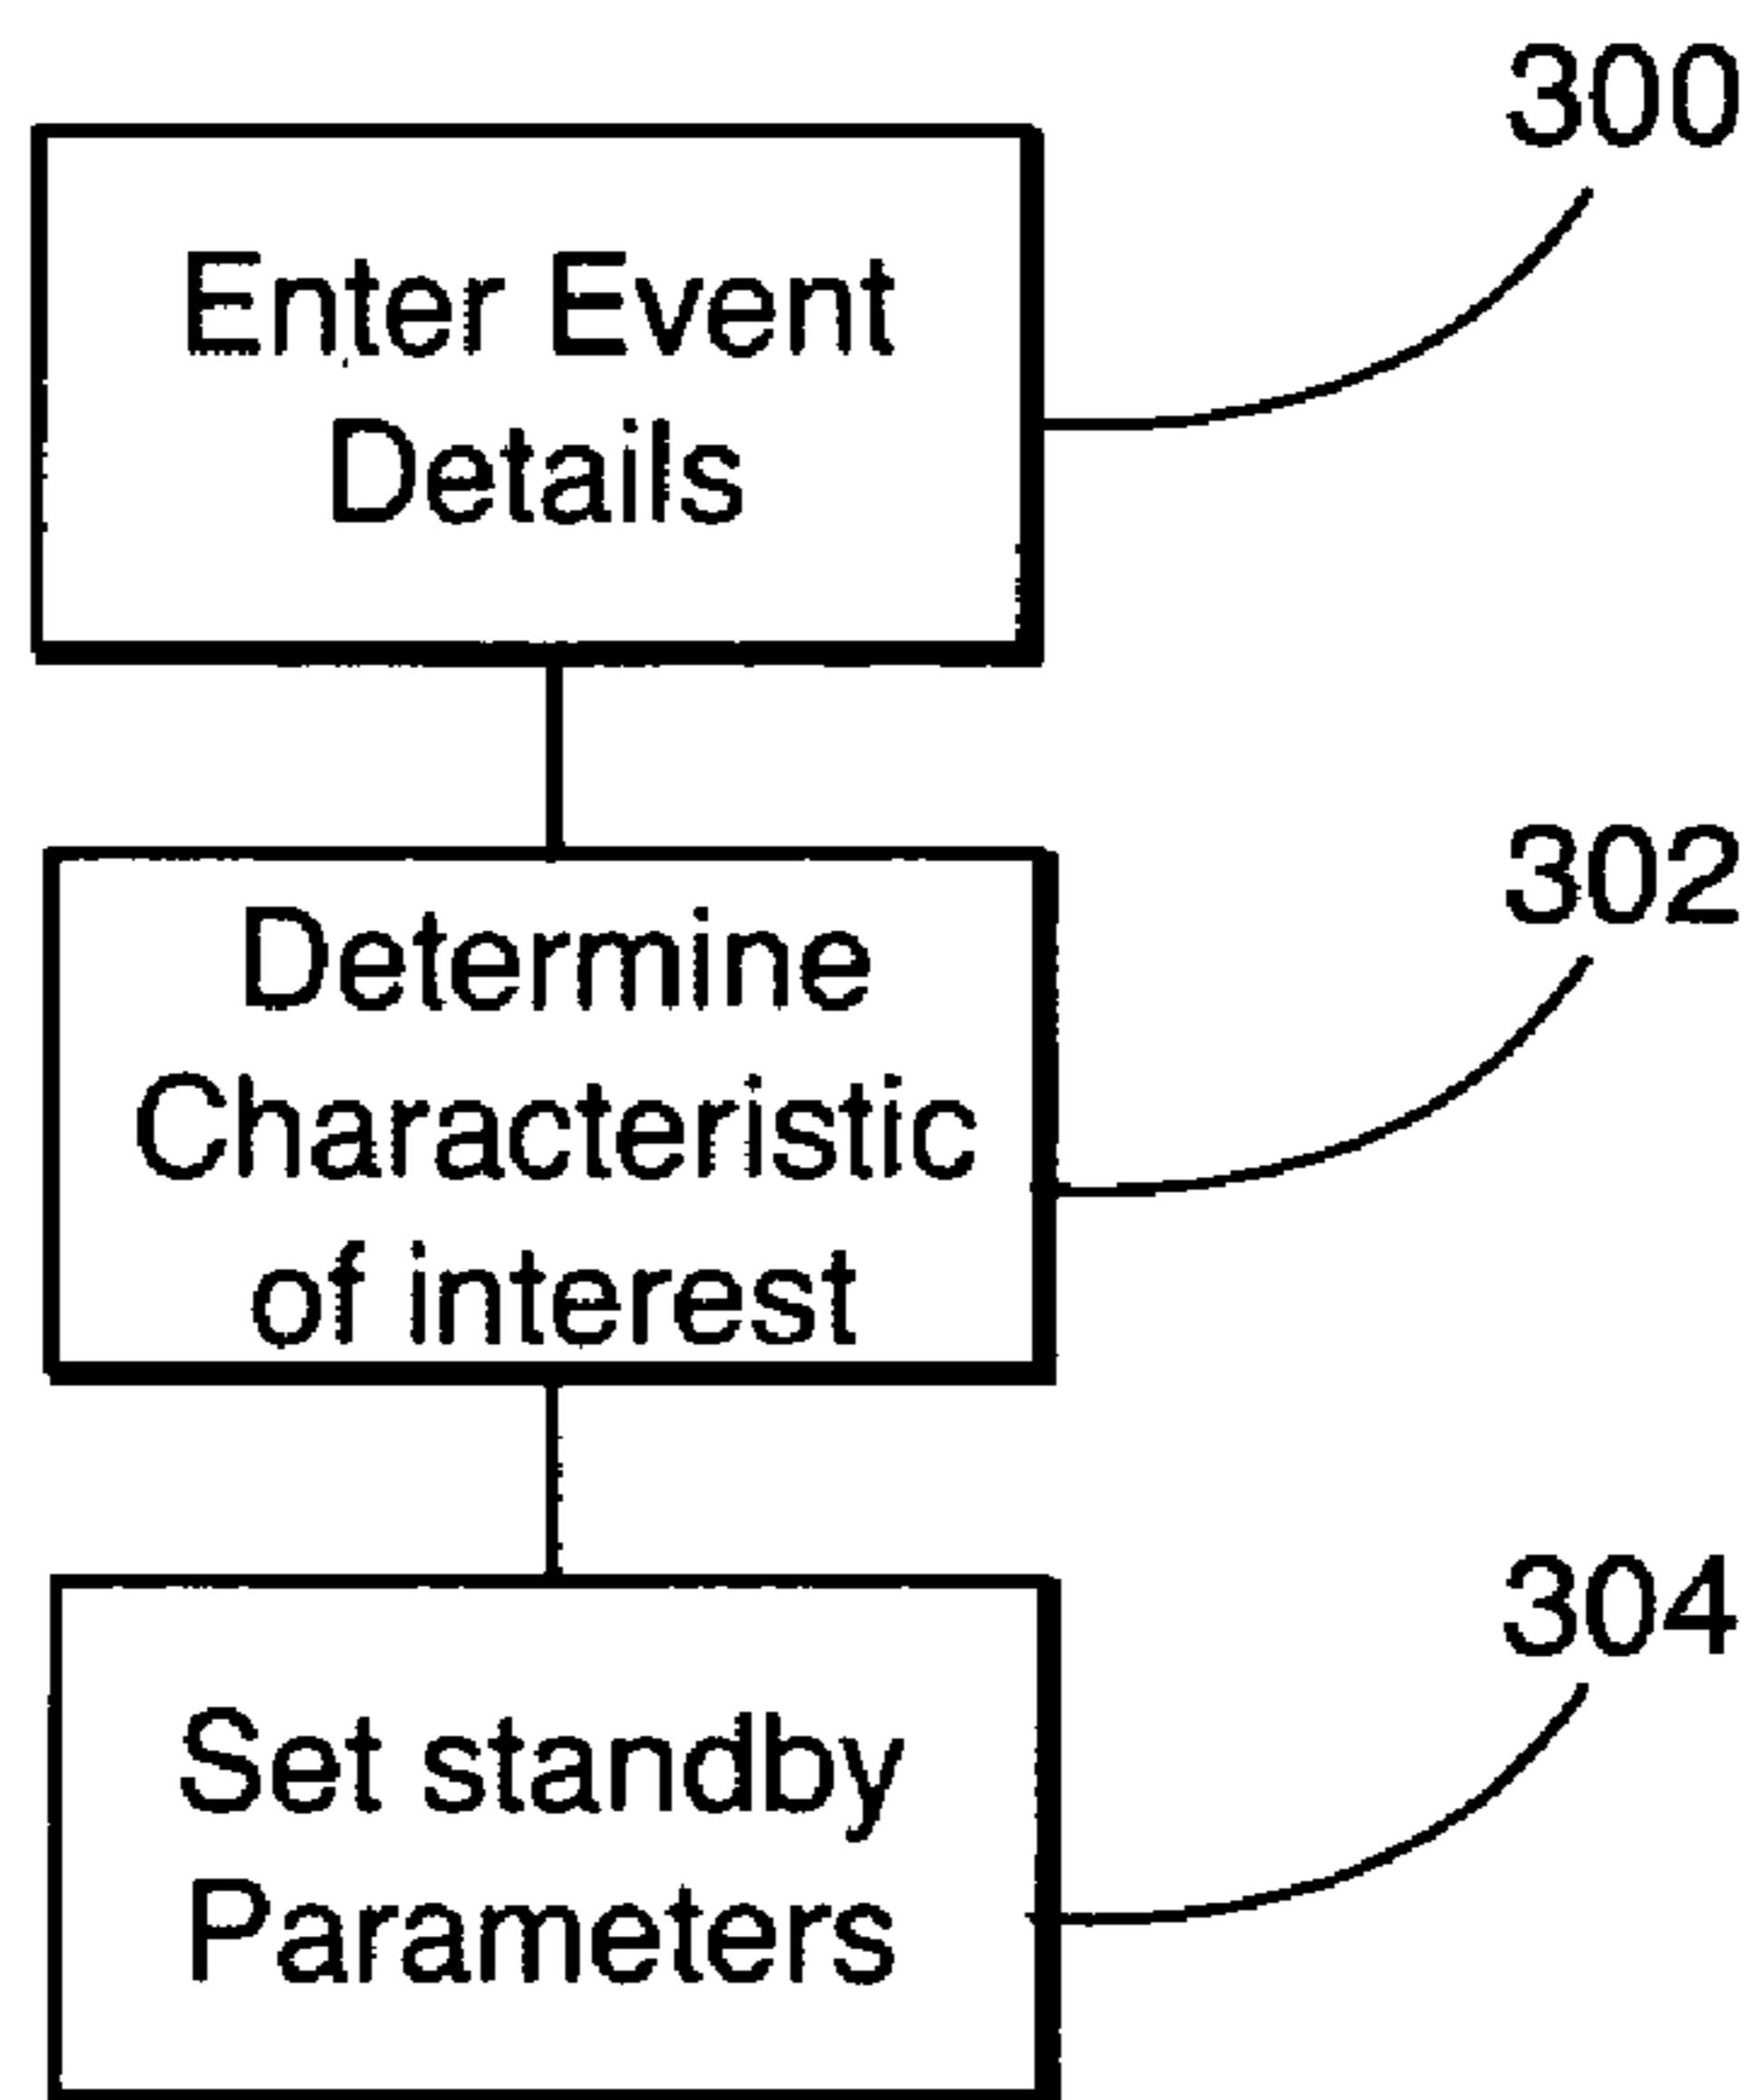 300
Enter Event
Details
302
Determine
Characteristic
of interest
304
Set standby
Parameters